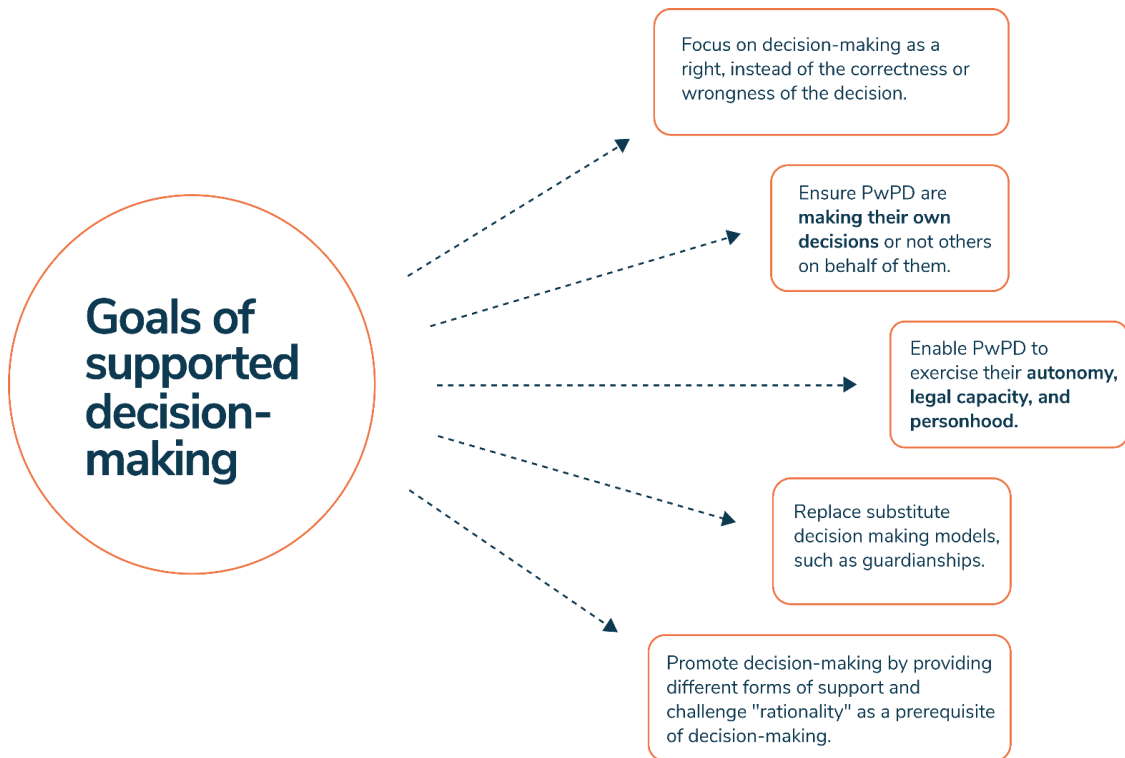 Goals of
supported
decision-
making
Focus on decision-making as a
right, instead of the correctness or
wrongness of the decision.
Ensure PwPD are
making their own
decisions or not others
on behalf of them.
Enable PwPD to
exercise their autonomy,
legal capacity, and
personhood.
Replace substitute
decision making models,
such as guardianships.
Promote decision-making by providing
different forms of support and
challenge "rationality" as a prerequisite
of decision-making.